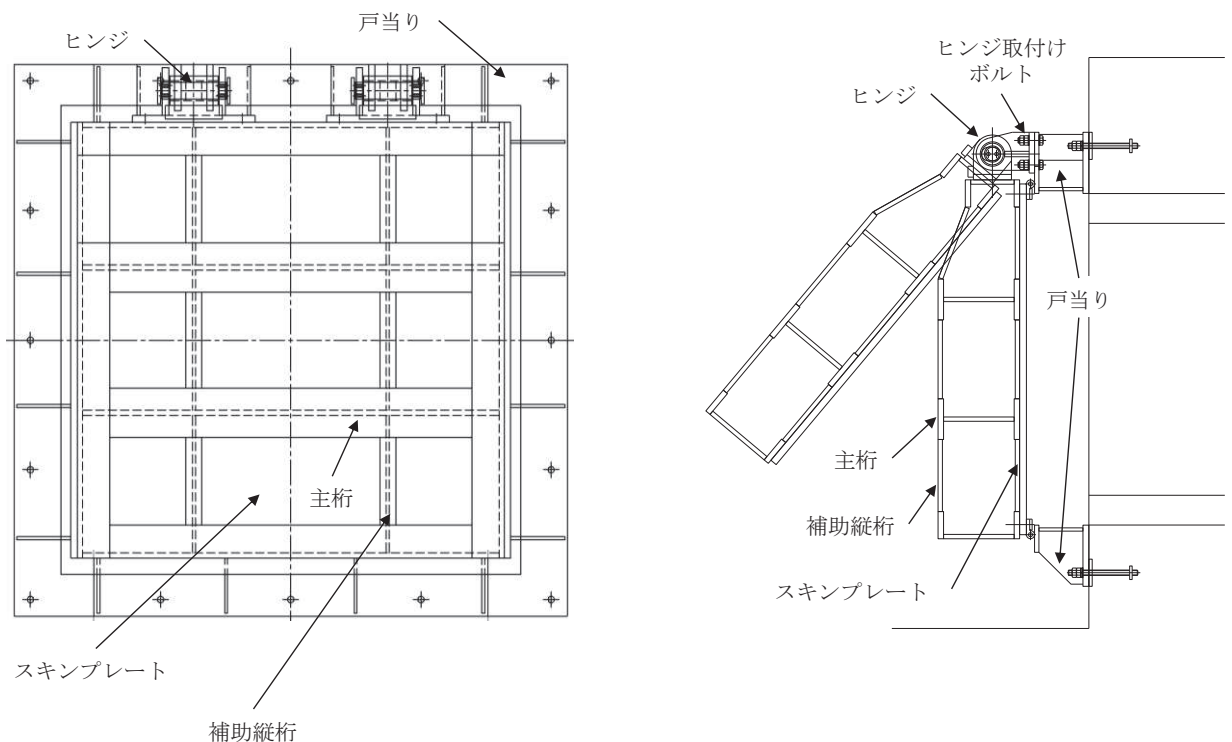 戸当り
ヒンジ
主桁
スキンプレート
補助縦桁
ヒンジ取付け
ボルト
ヒンジ
戸当り
主桁
補助縦桁
スキンプレート